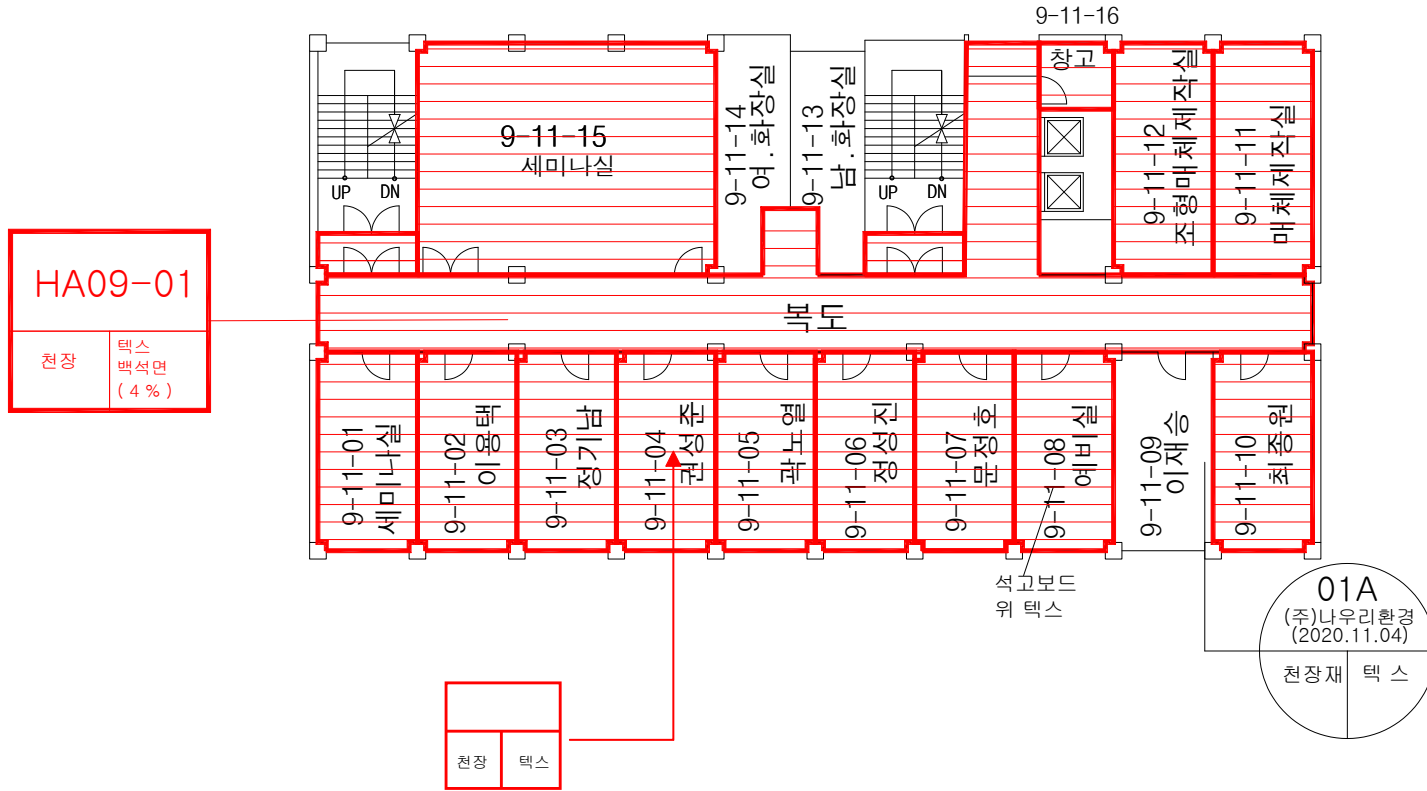 9-11-16
창고
9-11-15
세미나실
9-11-14
여.화장실
9-11-13
남.화장실
9-11-12
조형매체제작실
9-11-11
매체제작실
UP DN
UP DN
HA09-01
천장
텍스
백석면
(4%)
복도
9-11-01
세미나실
9-11-02
이용택
9-11-03
정기남
9-11-04
권성준
9-11-05
곽노열
9-11-06
정성진
9-11-07
문정호
9-11-08
예비실
9-11-09
이재승
9-11-10
최종원
석고보드
위 텍스
01A
(주)나우리환경
(2020.11.04)
천장재
텍 스
천장
텍스